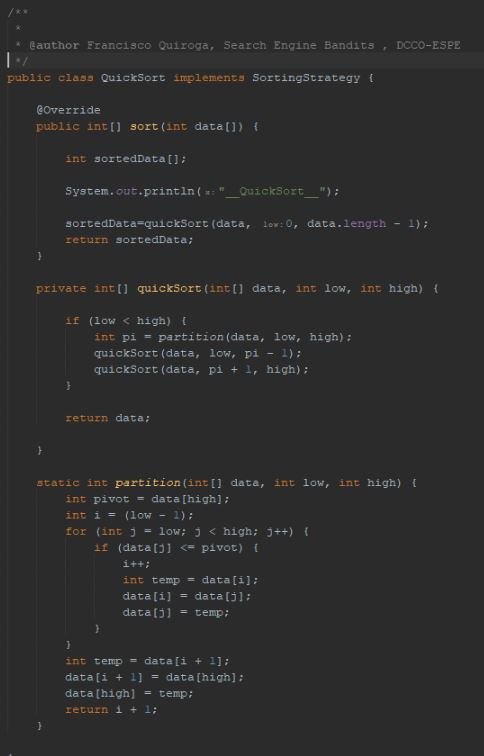 /**
 *
 * @author Francisco Quiroga, Search Engine Bandits , DCCO-ESPE
 */
public class QuickSort implements SortingStrategy {
    @Override
    public int[] sort(int data[]) {
        int sortedData[];
        System.out.println( x: "__QuickSort__");
        sortedData=quickSort(data, low: 0, data.length - 1);
        return sortedData;
    }
    private int[] quickSort(int[] data, int low, int high) {
        if (low < high) {
            int pi = partition(data, low, high);
            quickSort(data, low, pi - 1);
            quickSort(data, pi + 1, high);
        }
        return data;
    }
    static int partition(int[] data, int low, int high) {
        int pivot = data[high];
        int i = (low - 1);
        for (int j = low; j < high; j++) {
            if (data[j] <= pivot) {
                i++;
                int temp = data[i];
                data[i] = data[j];
                data[j] = temp;
            }
        }
        int temp = data[i + 1];
        data[i + 1] = data[high];
        data[high] = temp;
        return i + 1;
    }